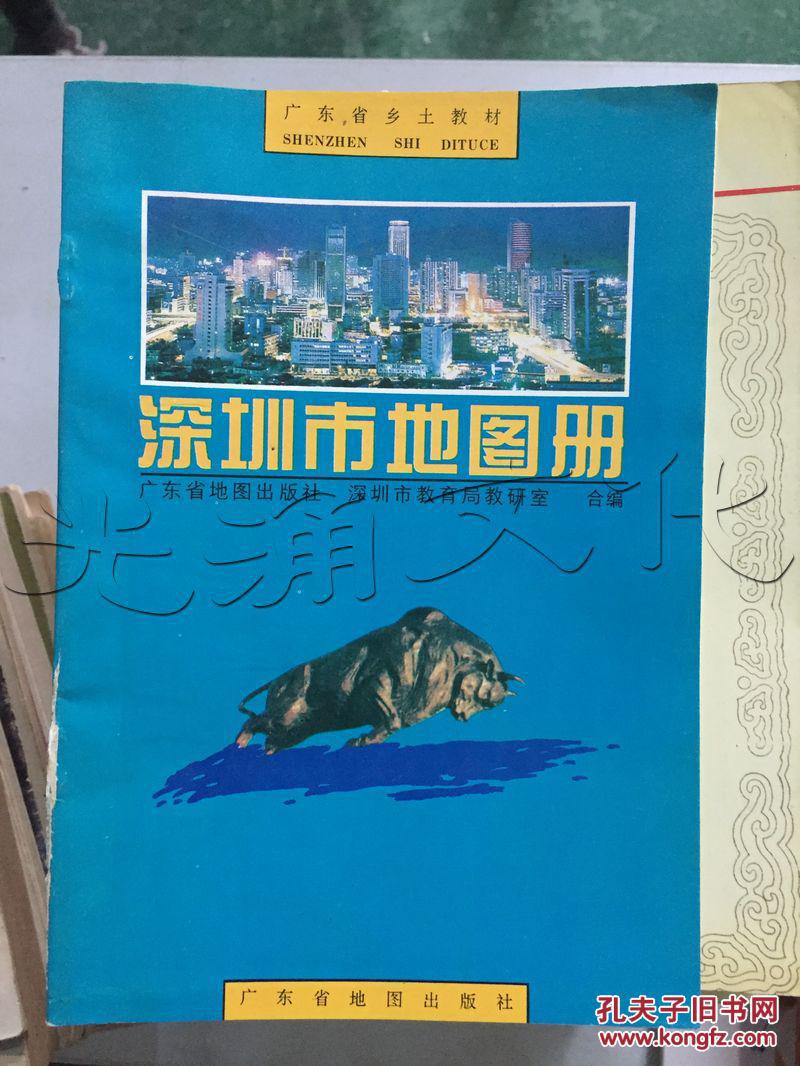 广东省乡土教材
SHENZHEN SHI DITUCE
深圳市地图册
广东省地图出版社 深圳市教育局教研室 合编
光涌文化
广东省地图出版社
孔夫子旧书网
www.kongfz.com